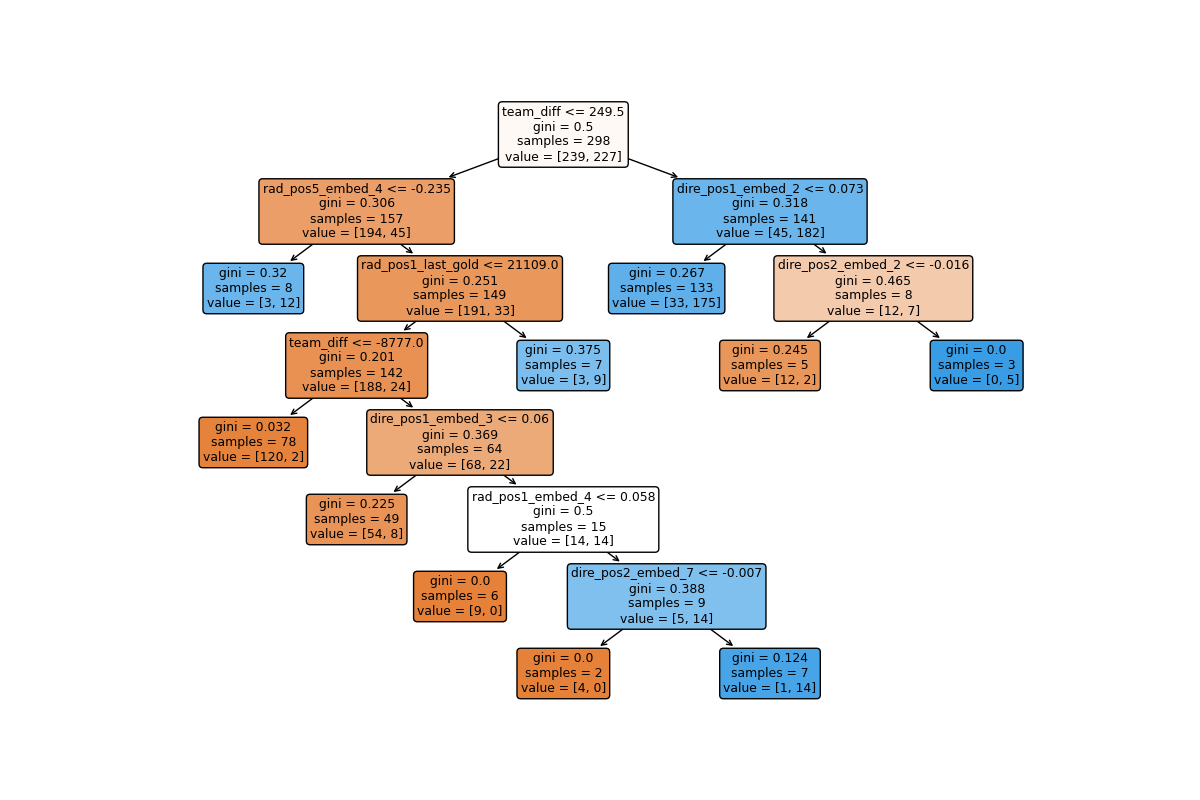 team_diff <= 249.5
gini = 0.5
samples = 298
value = [239, 227]
rad_pos5_embed_4 <= -0.235
gini = 0.306
samples = 157
value = [194, 45]
dire_pos1_embed_2 <= 0.073
gini = 0.318
samples = 141
value = [45, 182]
gini = 0.32
samples = 8
value = [3, 12]
rad_pos1_last_gold <= 21109.0
gini = 0.251
samples = 149
value = [191, 33]
gini = 0.267
samples = 133
value = [33, 175]
dire_pos2_embed_2 <= -0.016
gini = 0.465
samples = 8
value = [12, 7]
team_diff <= -8777.0
gini = 0.201
samples = 142
value = [188, 24]
gini = 0.375
samples = 7
value = [3, 9]
gini = 0.245
samples = 5
value = [12, 2]
gini = 0.0
samples = 3
value = [0, 5]
gini = 0.032
samples = 78
value = [120, 2]
dire_pos1_embed_3 <= 0.06
gini = 0.369
samples = 64
value = [68, 22]
gini = 0.225
samples = 49
value = [54, 8]
rad_pos1_embed_4 <= 0.058
gini = 0.5
samples = 15
value = [14, 14]
gini = 0.0
samples = 6
value = [9, 0]
dire_pos2_embed_7 <= -0.007
gini = 0.388
samples = 9
value = [5, 14]
gini = 0.0
samples = 2
value = [4, 0]
gini = 0.124
samples = 7
value = [1, 14]